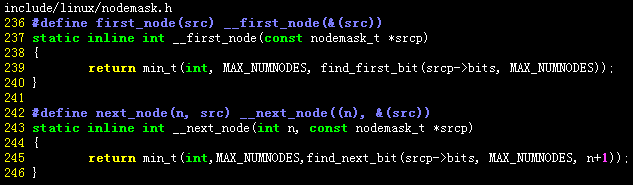 include/linux/nodemask.h
236 #define first_node(src) __first_node(&(src))
237 static inline int __first_node(const nodemask_t *srcp)
238 {
239         return min_t(int, MAX_NUMNODES, find_first_bit(srcp->bits, MAX_NUMNODES));
240 }
241
242 #define next_node(n, src) __next_node((n), &(src))
243 static inline int __next_node(int n, const nodemask_t *srcp)
244 {
245         return min_t(int,MAX_NUMNODES,find_next_bit(srcp->bits, MAX_NUMNODES, n+1));
246 }